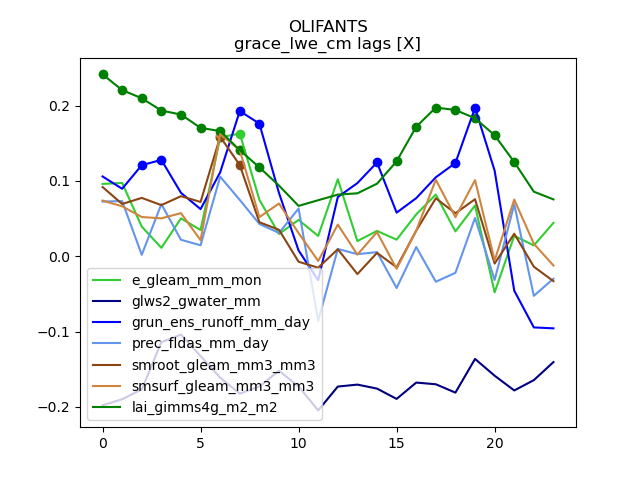 OLIFANTS
grace_lwe_cm lags [X]
0.2
0.1
0.0
−0.1
−0.2
e_gleam_mm_mon
glws2_gwater_mm
grun_ens_runoff_mm_day
prec_fldas_mm_day
smroot_gleam_mm3_mm3
smsurf_gleam_mm3_mm3
lai_gimms4g_m2_m2
0 5 10 15 20